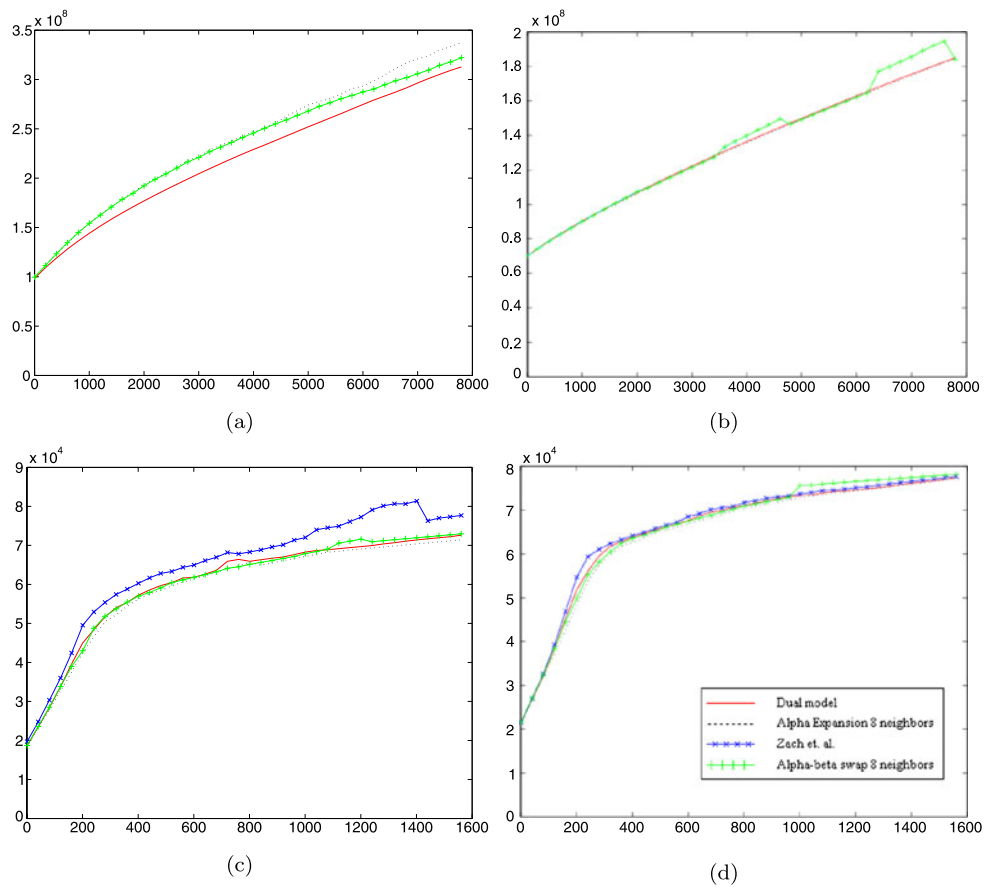 x 10^8
3.5
3
2.5
2
1.5
1
0.5
0
0 1000 2000 3000 4000 5000 6000 7000 8000
(a)
x 10^8
2
1.8
1.6
1.4
1.2
1
0.8
0.6
0.4
0.2
0
0 1000 2000 3000 4000 5000 6000 7000 8000
(b)
x 10^4
9
8
7
6
5
4
3
2
1
0
0 200 400 600 800 1000 1200 1400 1600
(c)
x 10^4
8
7
6
5
4
3
2
1
0
0 200 400 600 800 1000 1200 1400 1600
Dual model
Alpha Expansion 8 neighbors
Zach et. al.
Alpha-beta swap 8 neighbors
(d)